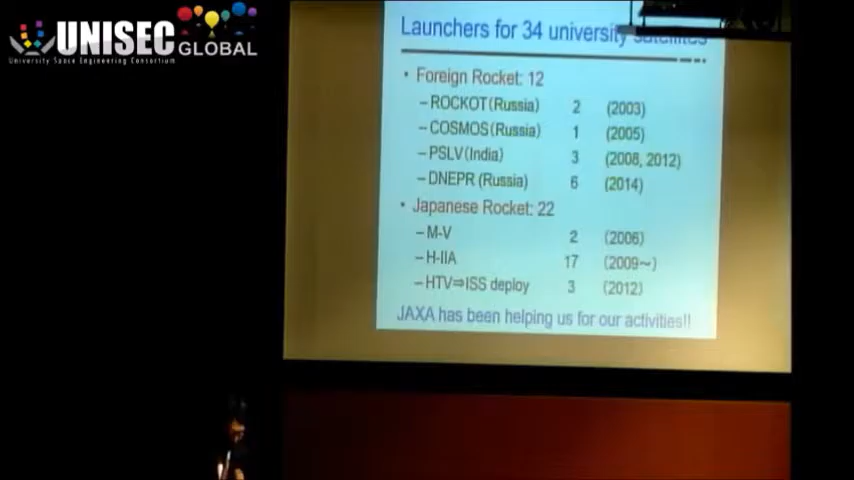 UNISEC GLOBAL
University Space Engineering Consortium
Launchers for 34 university satellites
• Foreign Rocket: 12
–ROCKOT(Russia) 2 (2003)
–COSMOS(Russia) 1 (2005)
–PSLV(India) 3 (2008, 2012)
–DNEPR (Russia) 6 (2014)
• Japanese Rocket: 22
–M-V 2 (2006)
–H-IIA 17 (2009～)
–HTV⇒ISS deploy 3 (2012)
JAXA has been helping us for our activities!!